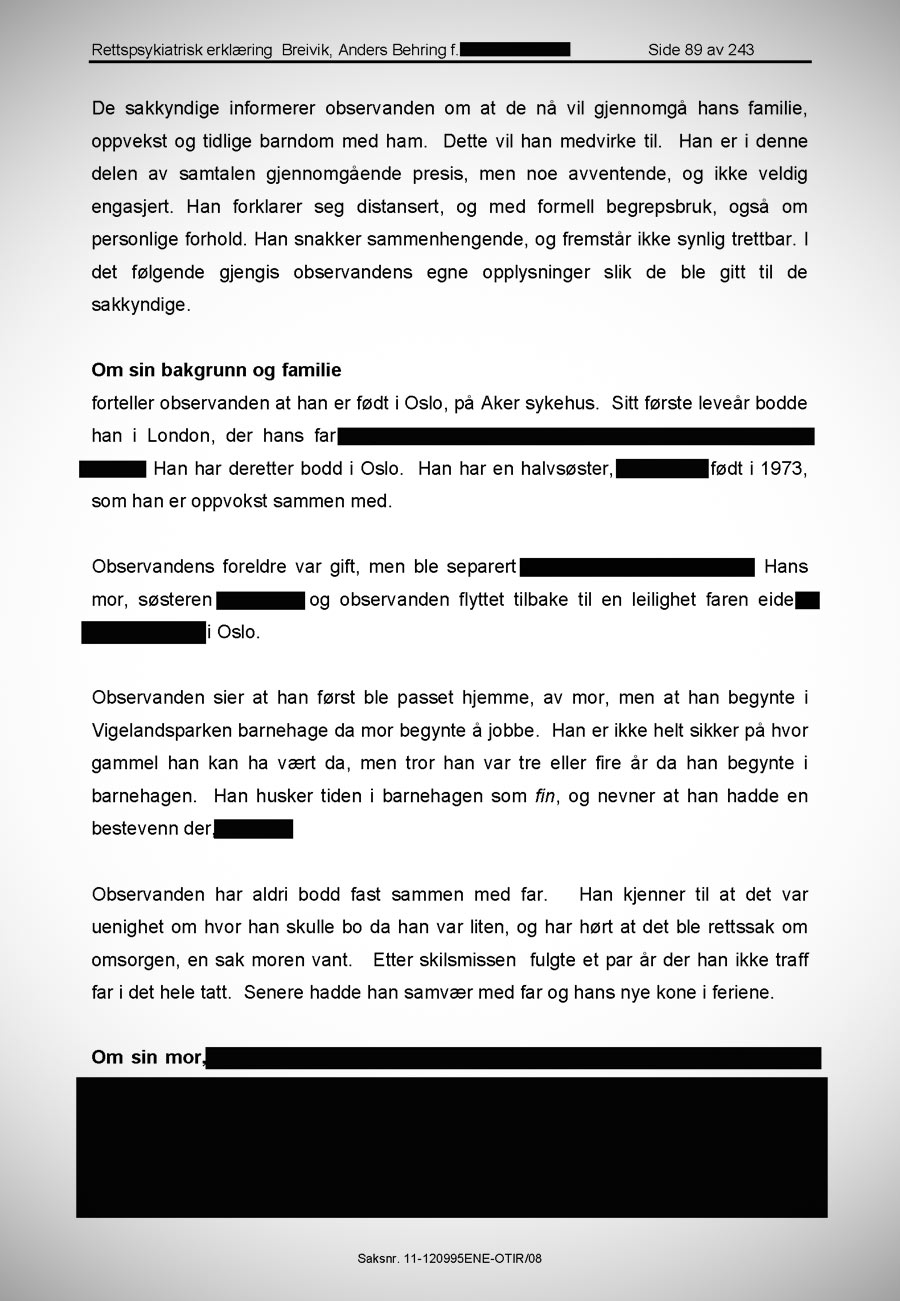 Rettspsykiatrisk erklæring Breivik, Anders Behring f. Side 89 av 243
De sakkyndige informerer observanden om at de nå vil gjennomgå hans familie,
oppvekst og tidlige barndom med ham. Dette vil han medvirke til. Han er i denne
delen av samtalen gjennomgående presis, men noe avventende, og ikke veldig
engasjert. Han forklarer seg distansert, og med formell begrepsbruk, også om
personlige forhold. Han snakker sammenhengende, og fremstår ikke synlig trettbar. I
det følgende gjengis observandens egne opplysninger slik de ble gitt til de
sakkyndige.
Om sin bakgrunn og familie
forteller observanden at han er født i Oslo, på Aker sykehus. Sitt første leveår bodde
han i London, der hans far
Han har deretter bodd i Oslo. Han har en halvsøster, født i 1973,
som han er oppvokst sammen med.
Observandens foreldre var gift, men ble separert Hans
mor, søsteren og observanden flyttet tilbake til en leilighet faren eide
i Oslo.
Observanden sier at han først ble passet hjemme, av mor, men at han begynte i
Vigelandsparken barnehage da mor begynte å jobbe. Han er ikke helt sikker på hvor
gammel han kan ha vært da, men tror han var tre eller fire år da han begynte i
barnehagen. Han husker tiden i barnehagen som fin, og nevner at han hadde en
bestevenn der,
Observanden har aldri bodd fast sammen med far. Han kjenner til at det var
uenighet om hvor han skulle bo da han var liten, og har hørt at det ble rettssak om
omsorgen, en sak moren vant. Etter skilsmissen fulgte et par år der han ikke traff
far i det hele tatt. Senere hadde han samvær med far og hans nye kone i feriene.
Om sin mor,
Saksnr. 11-120995ENE-OTIR/08